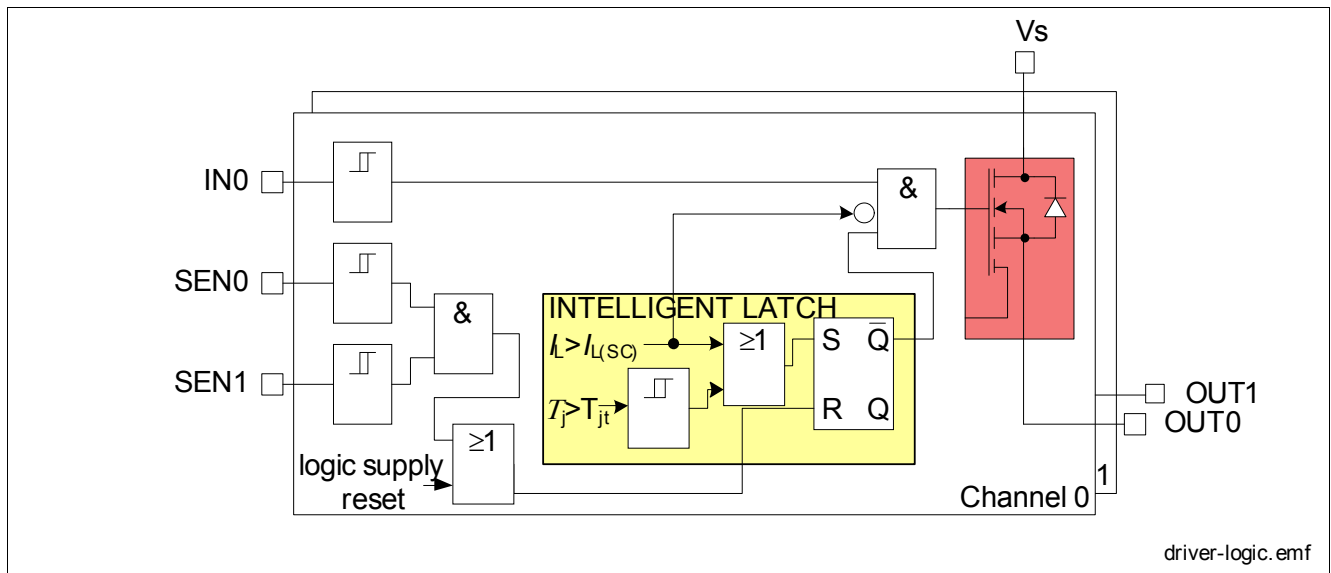 Vs
IN0
&
SEN0
&
INTELLIGENT LATCH
IL>IL(SC)
≥1
S Q̅
SEN1
Tj>Tjt
R Q
OUT1
OUT0
≥1
logic supply
reset
1
Channel 0
driver-logic.emf